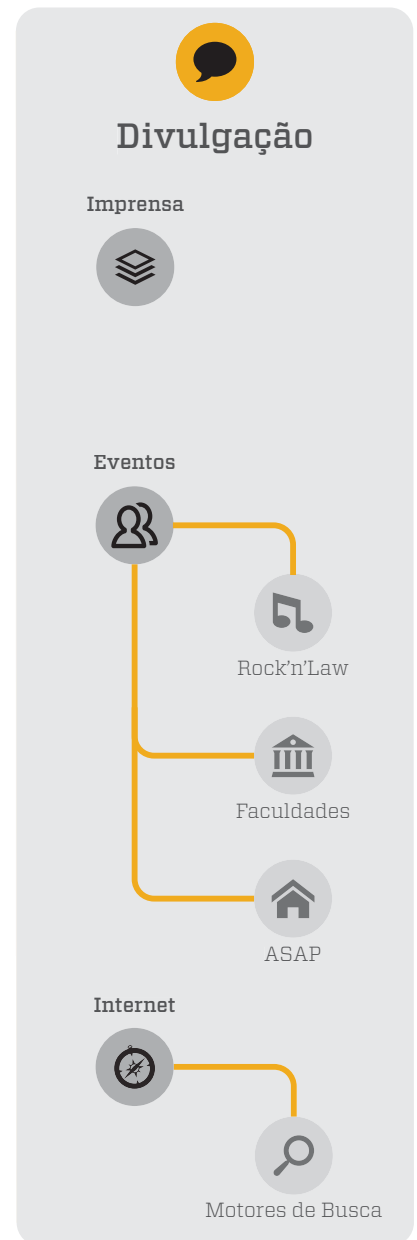 Divulgação
Imprensa
Eventos
Rock'n'Law
Faculdades
ASAP
Internet
Motores de Busca